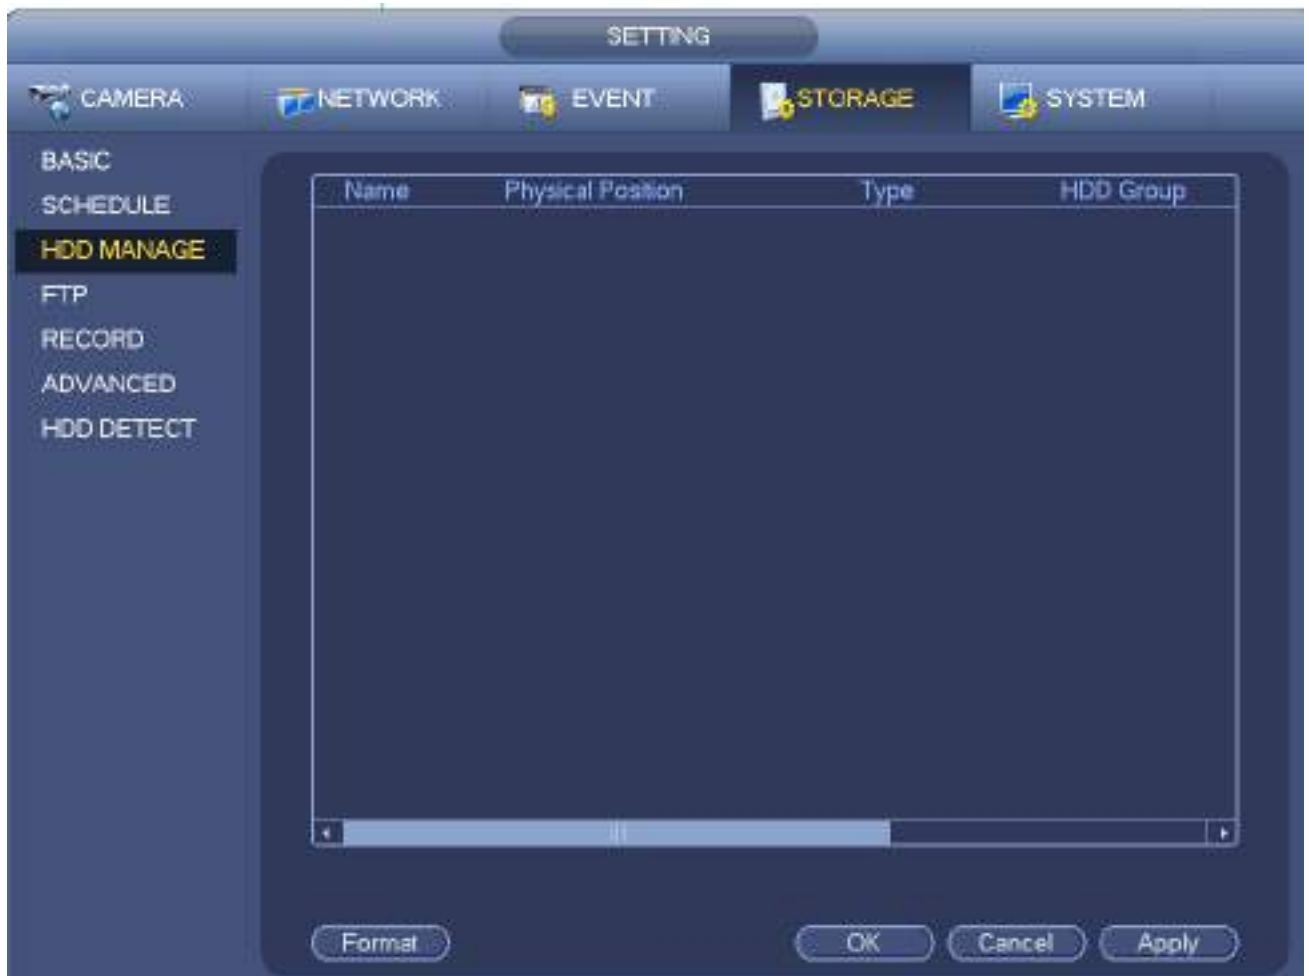 SETTING
CAMERA NETWORK EVENT STORAGE SYSTEM
BASIC
SCHEDULE
HDD MANAGE
FTP
RECORD
ADVANCED
HDD DETECT
Name Physical Position Type HDD Group
Format OK Cancel Apply